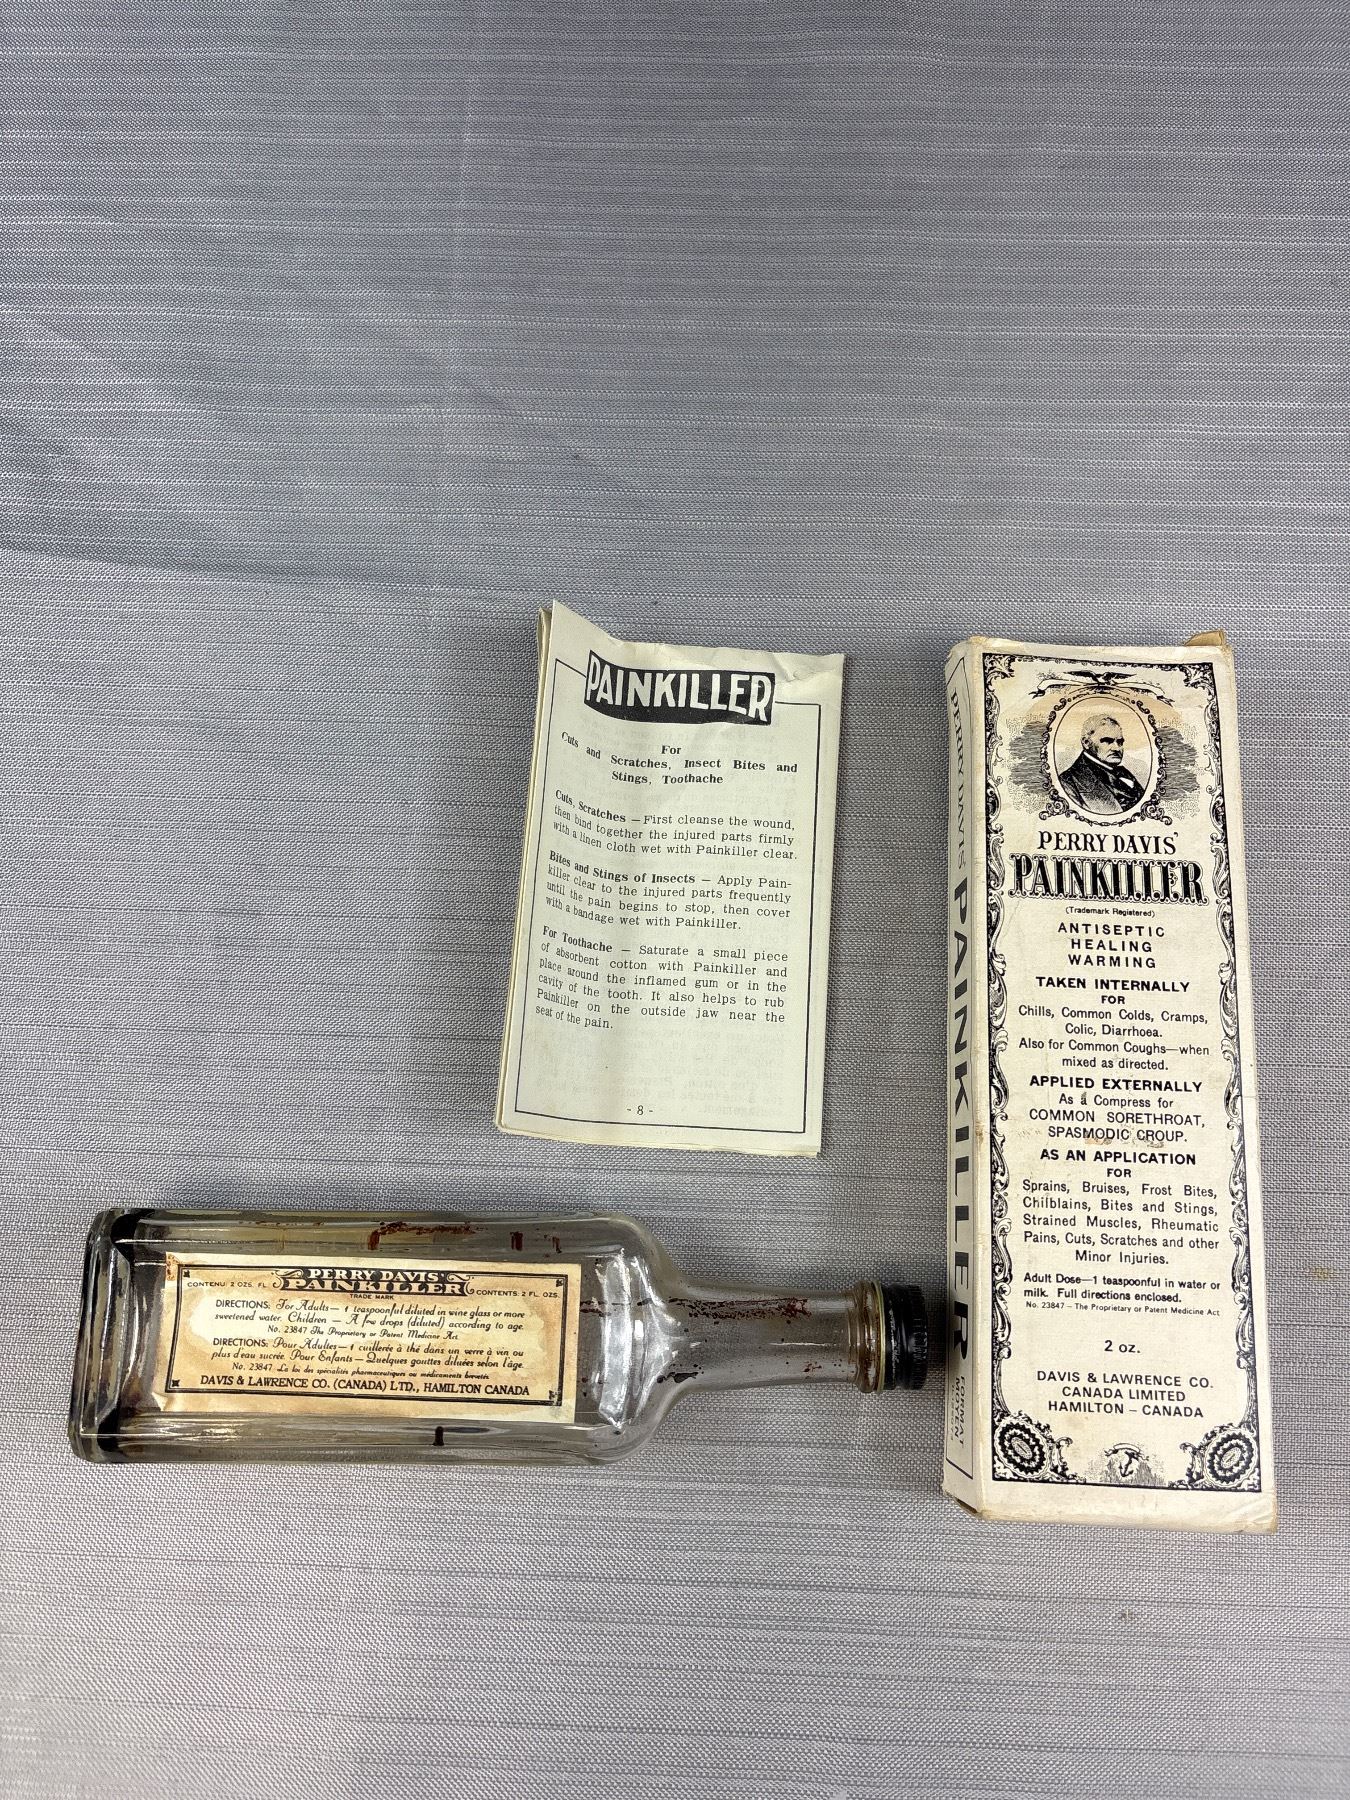 PAINKILLER
For
Cuts and Scratches, Insect Bites and
Stings, Toothache
Cuts, Scratches — First cleanse the wound,
then bind together the injured parts firmly
with a linen cloth wet with Painkiller clear.
Bites and Stings of Insects — Apply Pain-
killer clear to the injured parts frequently
until the pain begins to stop, then cover
with a bandage wet with Painkiller.
For Toothache — Saturate a small piece
of absorbent cotton with Painkiller and
place around the inflamed gum or in the
cavity of the tooth. It also helps to rub
Painkiller on the outside jaw near the
seat of the pain.
- 8 -
PERRY DAVIS' PAINKILLER
FORMAT
MOYEN
PERRY DAVIS'
PAINKILLER
(Trademark Registered)
ANTISEPTIC
HEALING
WARMING
TAKEN INTERNALLY
FOR
Chills, Common Colds, Cramps,
Colic, Diarrhoea.
Also for Common Coughs—when
mixed as directed.
APPLIED EXTERNALLY
As a Compress for
COMMON SORETHROAT,
SPASMODIC CROUP.
AS AN APPLICATION
FOR
Sprains, Bruises, Frost Bites,
Chilblains, Bites and Stings,
Strained Muscles, Rheumatic
Pains, Cuts, Scratches and other
Minor Injuries.
Adult Dose—1 teaspoonful in water or
milk. Full directions enclosed.
No. 23847 – The Proprietary or Patent Medicine Act
2 oz.
DAVIS & LAWRENCE CO.
CANADA LIMITED
HAMILTON – CANADA
PERRY DAVIS'
CONTENU: 2 OZS. FL. PAINKILLER CONTENTS: 2 FL. OZS.
TRADE MARK
DIRECTIONS: For Adults — 1 teaspoonful diluted in wine glass or more
sweetened water. Children — A few drops (diluted) according to age.
No. 23847 The Proprietary or Patent Medicine Act.
DIRECTIONS: Pour Adultes — 1 cuillerée à thé dans un verre à vin ou
plus d'eau sucrée. Pour Enfants — Quelques gouttes diluées selon l'âge.
No. 23847 La loi des spécialités pharmaceutiques ou médicaments brevetés.
DAVIS & LAWRENCE CO. (CANADA) LTD., HAMILTON CANADA